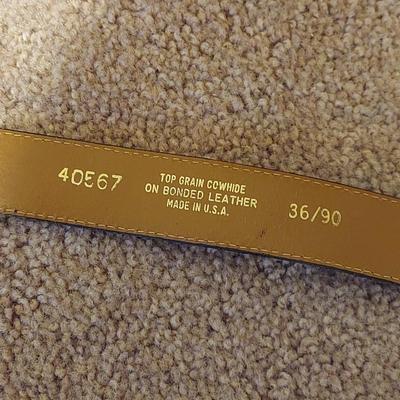 40567
TOP GRAIN COWHIDE
ON BONDED LEATHER
MADE IN U.S.A.
36/90